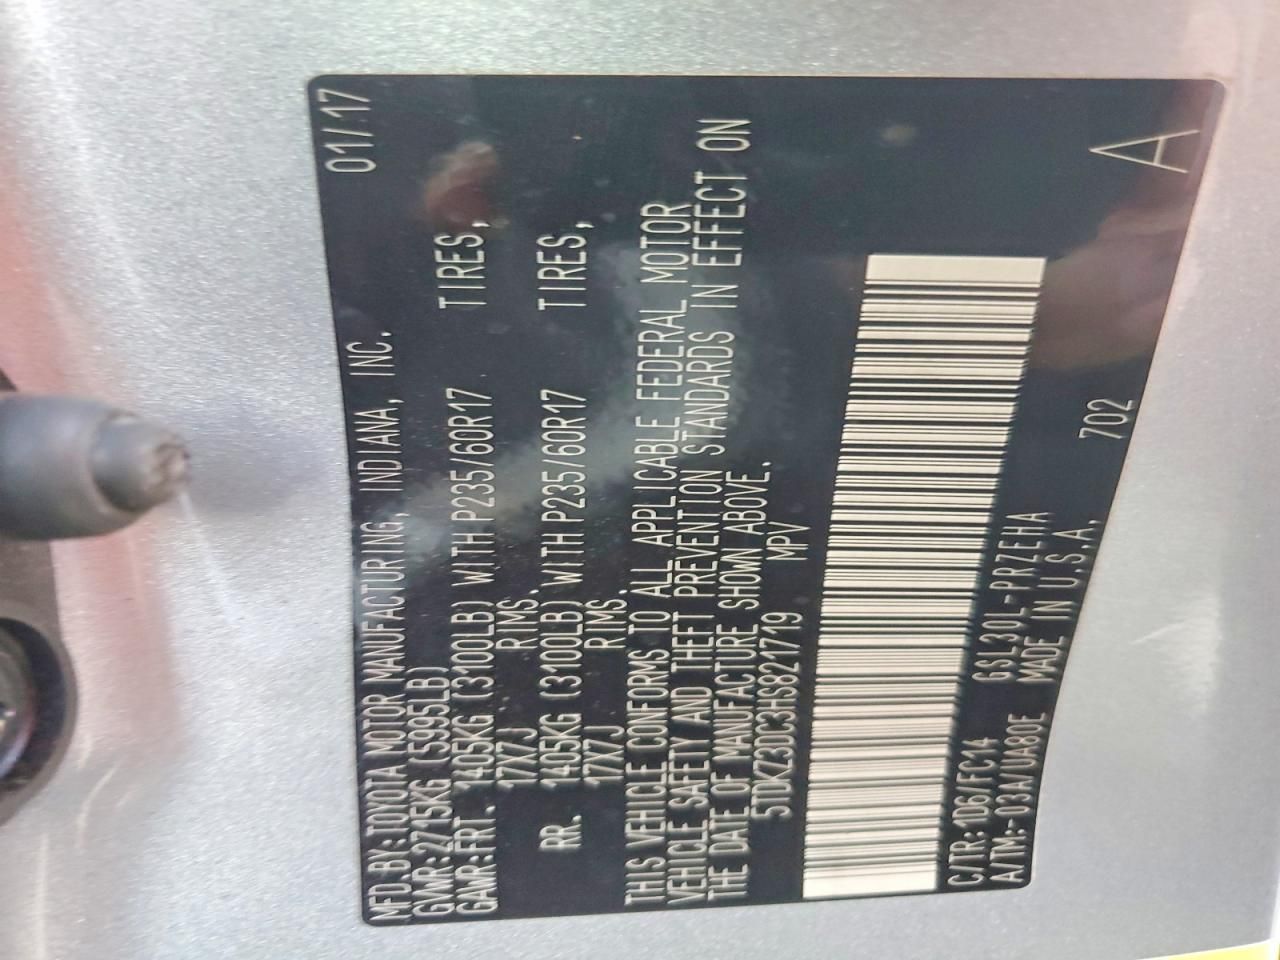 MFD. BY: TOYOTA MOTOR MANUFACTURING, INDIANA, INC. 01/17
GVWR: 2715KG (5995LB)
GAWR: FRT. 1405KG (3100LB) WITH P235/60R17 TIRES,
17X7J RIMS.
RR. 1405KG (3100LB) WITH P235/60R17 TIRES,
17X7J RIMS.
THIS VEHICLE CONFORMS TO ALL APPLICABLE FEDERAL MOTOR
VEHICLE SAFETY AND THEFT PREVENTION STANDARDS IN EFFECT ON
THE DATE OF MANUFACTURE SHOWN ABOVE.
5TDKZ3DC3HS821719 MPV
C/TR: 1D6/FC14 GSL30L-PRZEHA
A/TM:-03A/UA80E MADE IN U.S.A. 702
A